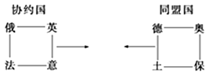 协约国 同盟国
俄 英 德 奥
法 意 土 保